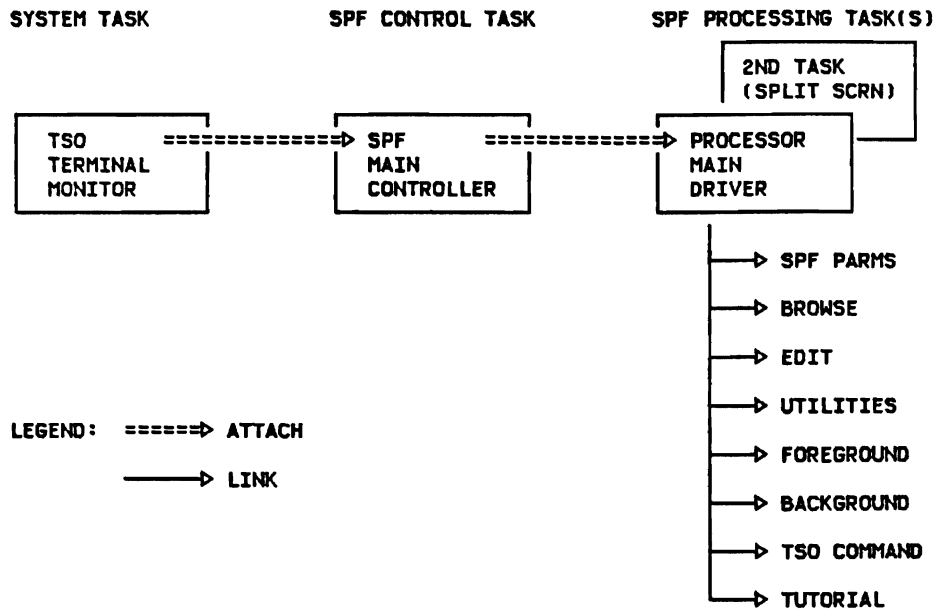 SYSTEM TASK
SPF CONTROL TASK
SPF PROCESSING TASK(S)
2ND TASK
(SPLIT SCRN)
TSO
TERMINAL
MONITOR
SPF
MAIN
CONTROLLER
PROCESSOR
MAIN
DRIVER
SPF PARMS
BROWSE
EDIT
UTILITIES
FOREGROUND
BACKGROUND
TSO COMMAND
TUTORIAL
LEGEND:
ATTACH
LINK